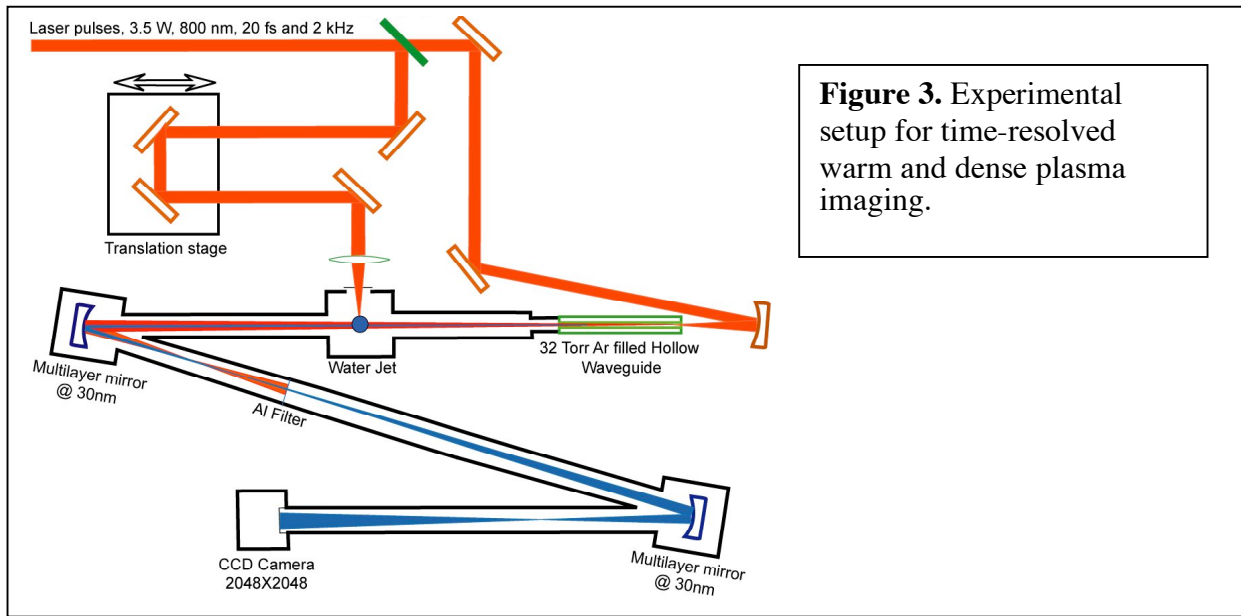 Laser pulses, 3.5 W, 800 nm, 20 fs and 2 kHz
Figure 3. Experimental
setup for time-resolved
warm and dense plasma
imaging.
Translation stage
Multilayer mirror
@ 30nm
Water Jet
32 Torr Ar filled Hollow
Waveguide
Al Filter
CCD Camera
2048X2048
Multilayer mirror
@ 30nm